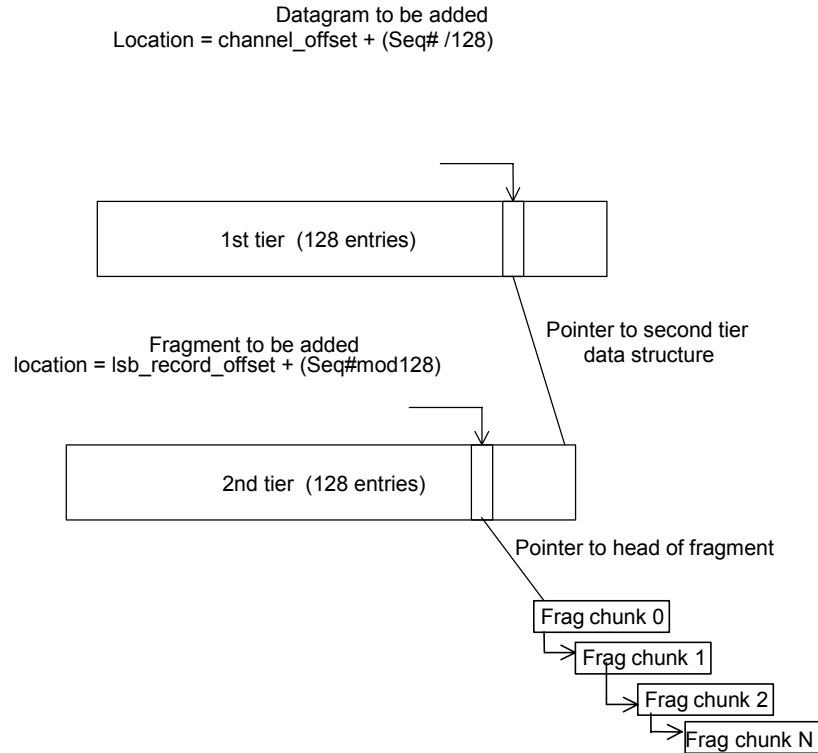 Datagram to be added
Location = channel_offset + (Seq# /128)
1st tier (128 entries)
Pointer to second tier
data structure
Fragment to be added
location = lsb_record_offset + (Seq#mod128)
2nd tier (128 entries)
Pointer to head of fragment
Frag chunk 0
Frag chunk 1
Frag chunk 2
Frag chunk N